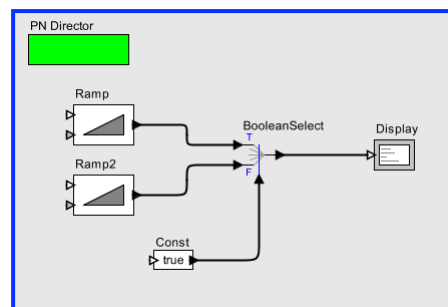 PN Director
Ramp
BooleanSelect
T
Display
Ramp2
F
Const
true